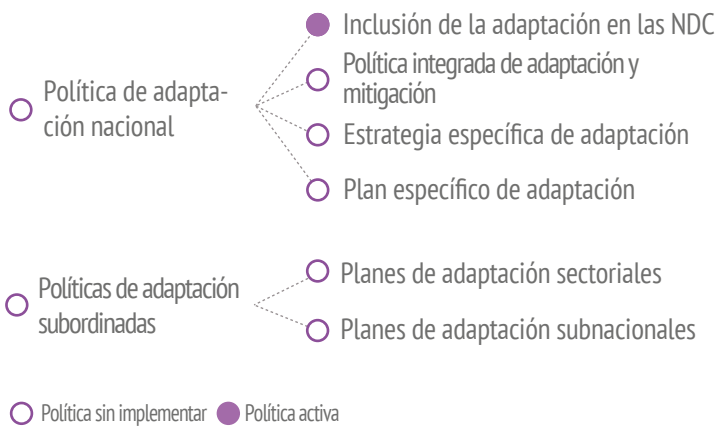 Política de adapta-
ción nacional
Inclusión de la adaptación en las NDC
Política integrada de adaptación y
mitigación
Estrategia específica de adaptación
Plan específico de adaptación
Políticas de adaptación
subordinadas
Planes de adaptación sectoriales
Planes de adaptación subnacionales
Política sin implementar
Política activa